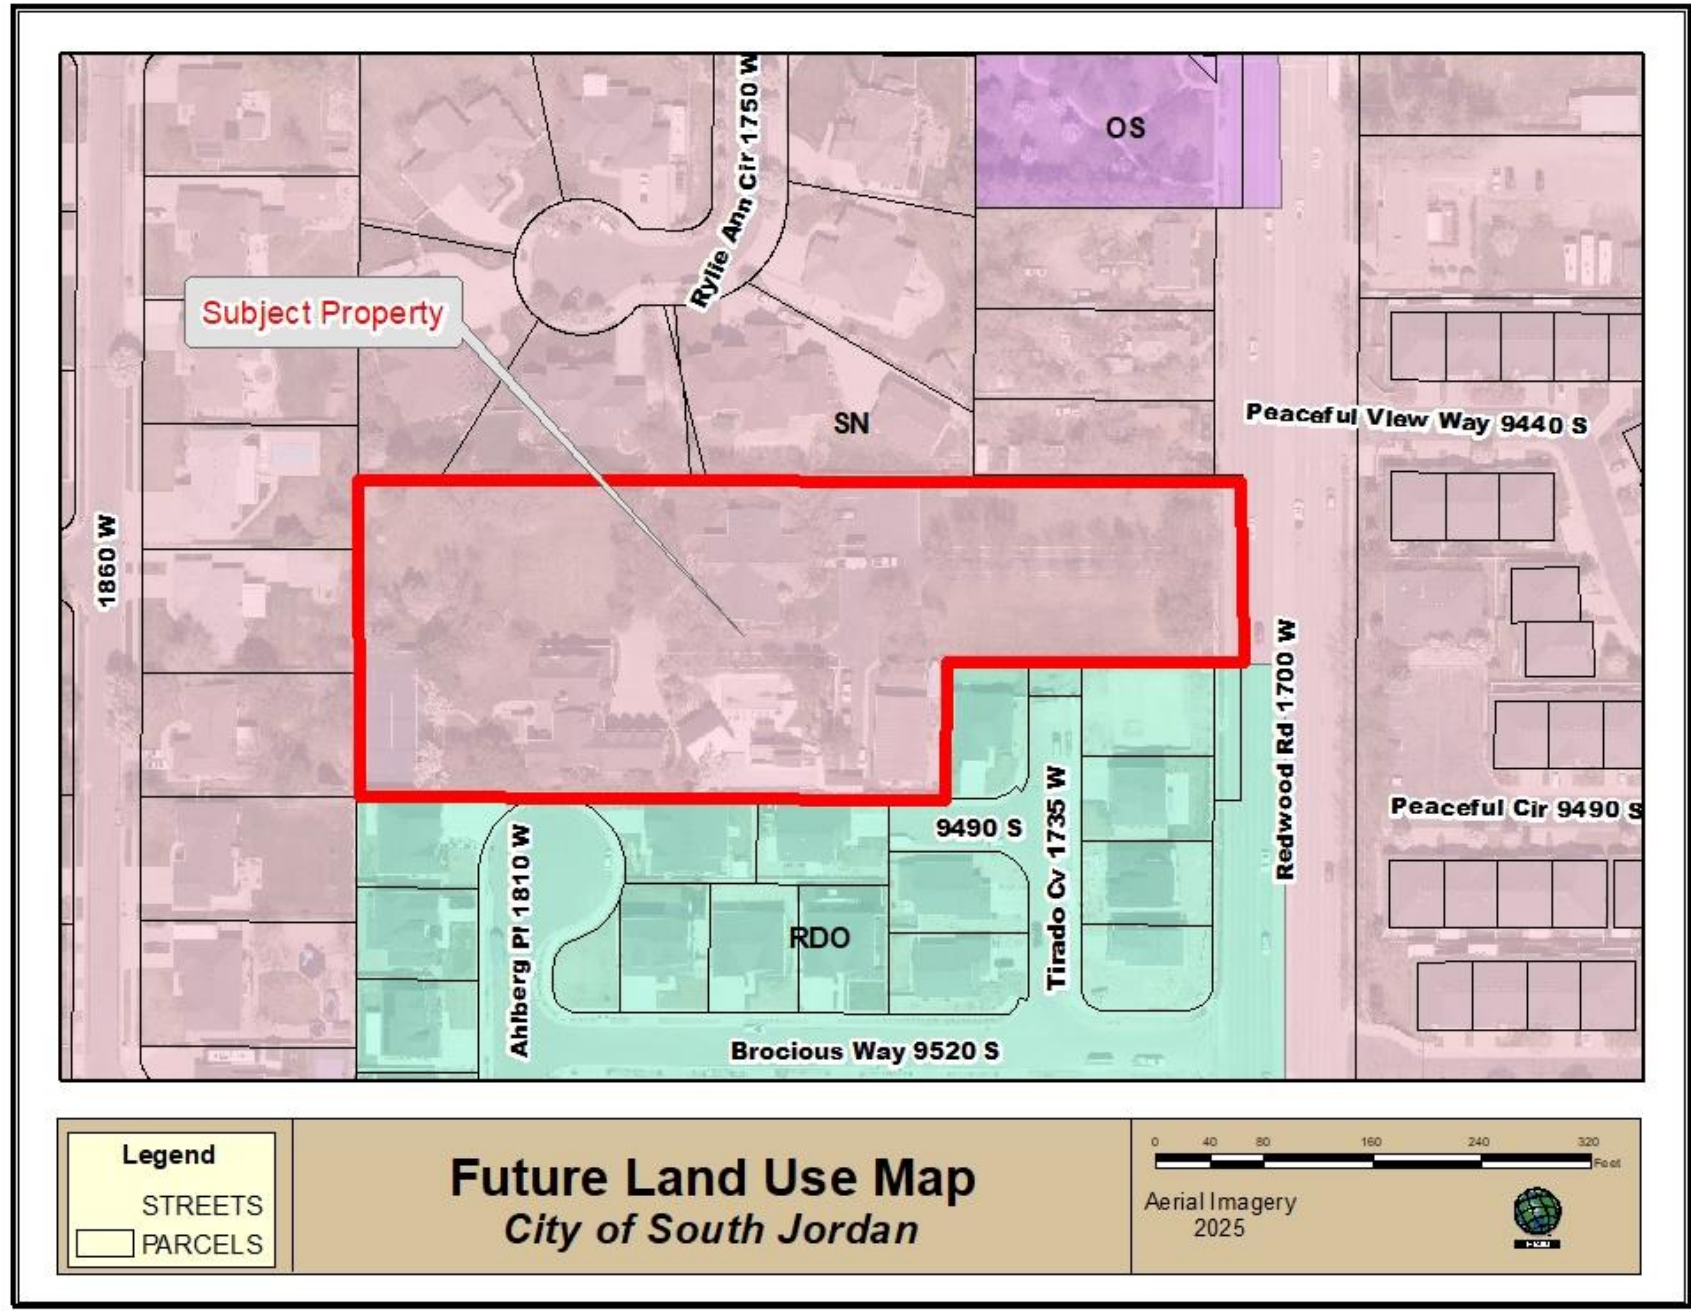 Rylie Ann Cir 1750 W
OS
Subject Property
SN
Peaceful View Way 9440 S
1860 W
Redwood Rd 1700 W
Peaceful Cir 9490 S
9490 S
Tirado Cv 1735 W
Ahlberg Pl 1810 W
RDO
Brocious Way 9520 S
Legend
STREETS
PARCELS
Future Land Use Map
City of South Jordan
0 40 80 160 240 320
Feet
Aerial Imagery
2025